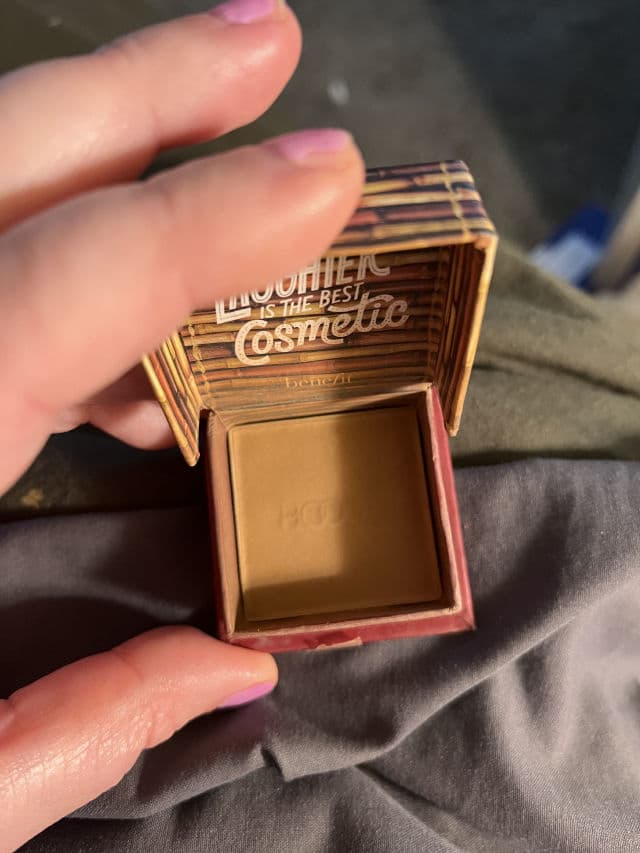 LAUGHTER
IS THE BEST
Cosmetic
benefit